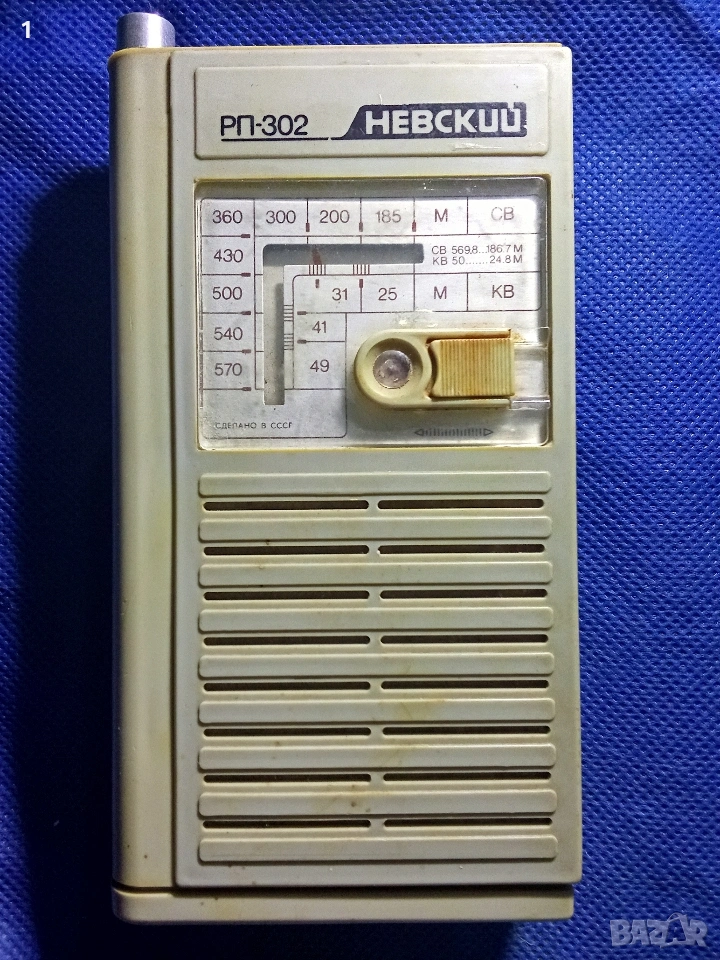 1
РП-302 НЕВСКИЙ
360 300 200 185 М СВ
430 СВ 569,8...186,7 М
КВ 50.......24.8 М
500 31 25 М КВ
540 41
570 49
СДЕЛАНО В СССР
BAZAR